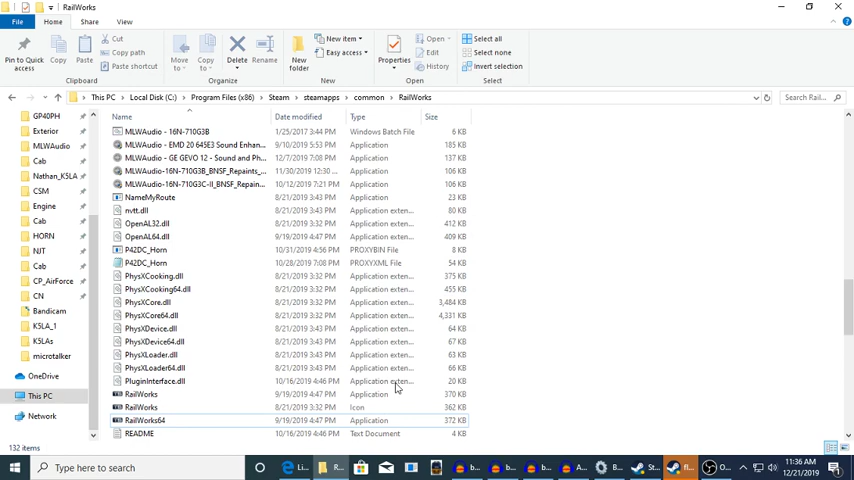 RailWorks
File
Home
Share
View
Pin to Quick access
Copy
Paste
Cut
Copy path
Paste shortcut
Clipboard
Move to
Copy to
Delete
Rename
Organize
New folder
New item
Easy access
New
Properties
Open
Edit
History
Open
Select all
Select none
Invert selection
Select
This PC > Local Disk (C:) > Program Files (x86) > Steam > steamapps > common > RailWorks
Search Rail...
Name Date modified Type Size
GP40PH
Exterior
MLWAudio
Cab
Nathan_K5LA
CSM
Engine
Cab
HORN
NJT
Cab
CP_AirForce
CN
Bandicam
K5LA_1
K5LAs
microtalker
OneDrive
This PC
Network
MLWAudio - 16N-710G3B 1/25/2017 3:44 PM Windows Batch File 6 KB
MLWAudio - EMD 20 645E3 Sound Enhan... 9/10/2019 5:53 PM Application 185 KB
MLWAudio - GE GEVO 12 - Sound and Ph... 12/7/2019 7:08 PM Application 137 KB
MLWAudio-16N-710G3B_BNSF_Repaints_... 11/30/2019 12:30 ... Application 106 KB
MLWAudio-16N-710G3C-II_BNSF_Repain... 10/12/2019 7:21 PM Application 106 KB
NameMyRoute 8/21/2019 3:43 PM Application 23 KB
nvtt.dll 8/21/2019 3:43 PM Application exten... 80 KB
OpenAL32.dll 8/21/2019 3:43 PM Application exten... 412 KB
OpenAL64.dll 9/19/2019 4:47 PM Application exten... 409 KB
P42DC_Horn 10/31/2019 4:56 PM PROXYBIN File 8 KB
P42DC_Horn 10/28/2019 7:08 PM PROXYXML File 54 KB
PhysXCooking.dll 8/21/2019 3:32 PM Application exten... 375 KB
PhysXCooking64.dll 8/21/2019 3:32 PM Application exten... 455 KB
PhysXCore.dll 8/21/2019 3:32 PM Application exten... 3,484 KB
PhysXCore64.dll 8/21/2019 3:32 PM Application exten... 4,331 KB
PhysXDevice.dll 8/21/2019 3:43 PM Application exten... 64 KB
PhysXDevice64.dll 8/21/2019 3:32 PM Application exten... 67 KB
PhysXLoader.dll 8/21/2019 3:43 PM Application exten... 63 KB
PhysXLoader64.dll 8/21/2019 3:43 PM Application exten... 66 KB
PluginInterface.dll 10/16/2019 4:46 PM Application exten... 20 KB
RailWorks 9/19/2019 4:47 PM Application 370 KB
RailWorks 8/21/2019 3:32 PM Icon 362 KB
RailWorks64 9/19/2019 4:47 PM Application 372 KB
README 10/16/2019 4:46 PM Text Document 4 KB
132 items
Type here to search
Li...
R...
b...
b...
b...
A...
B...
St...
fl...
O...
11:36 AM
12/21/2019